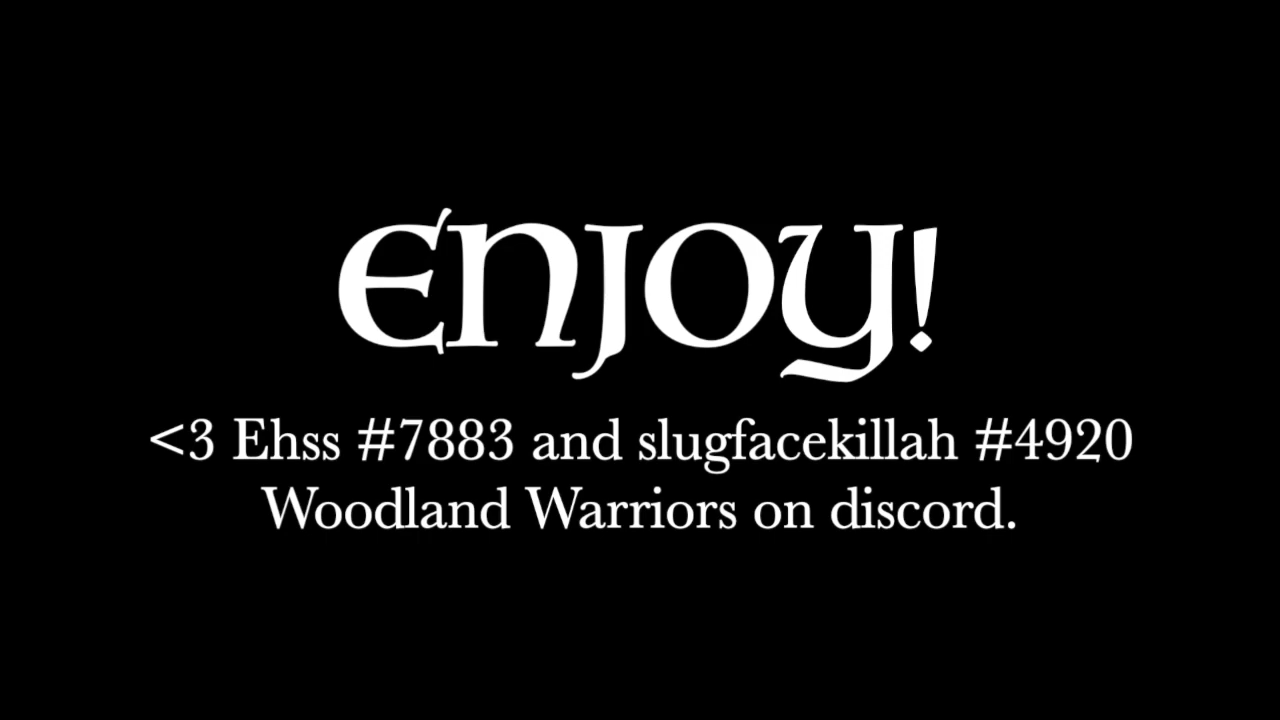 ENJOY!
<3 Ehss #7883 and slugfacekillah #4920
Woodland Warriors on discord.